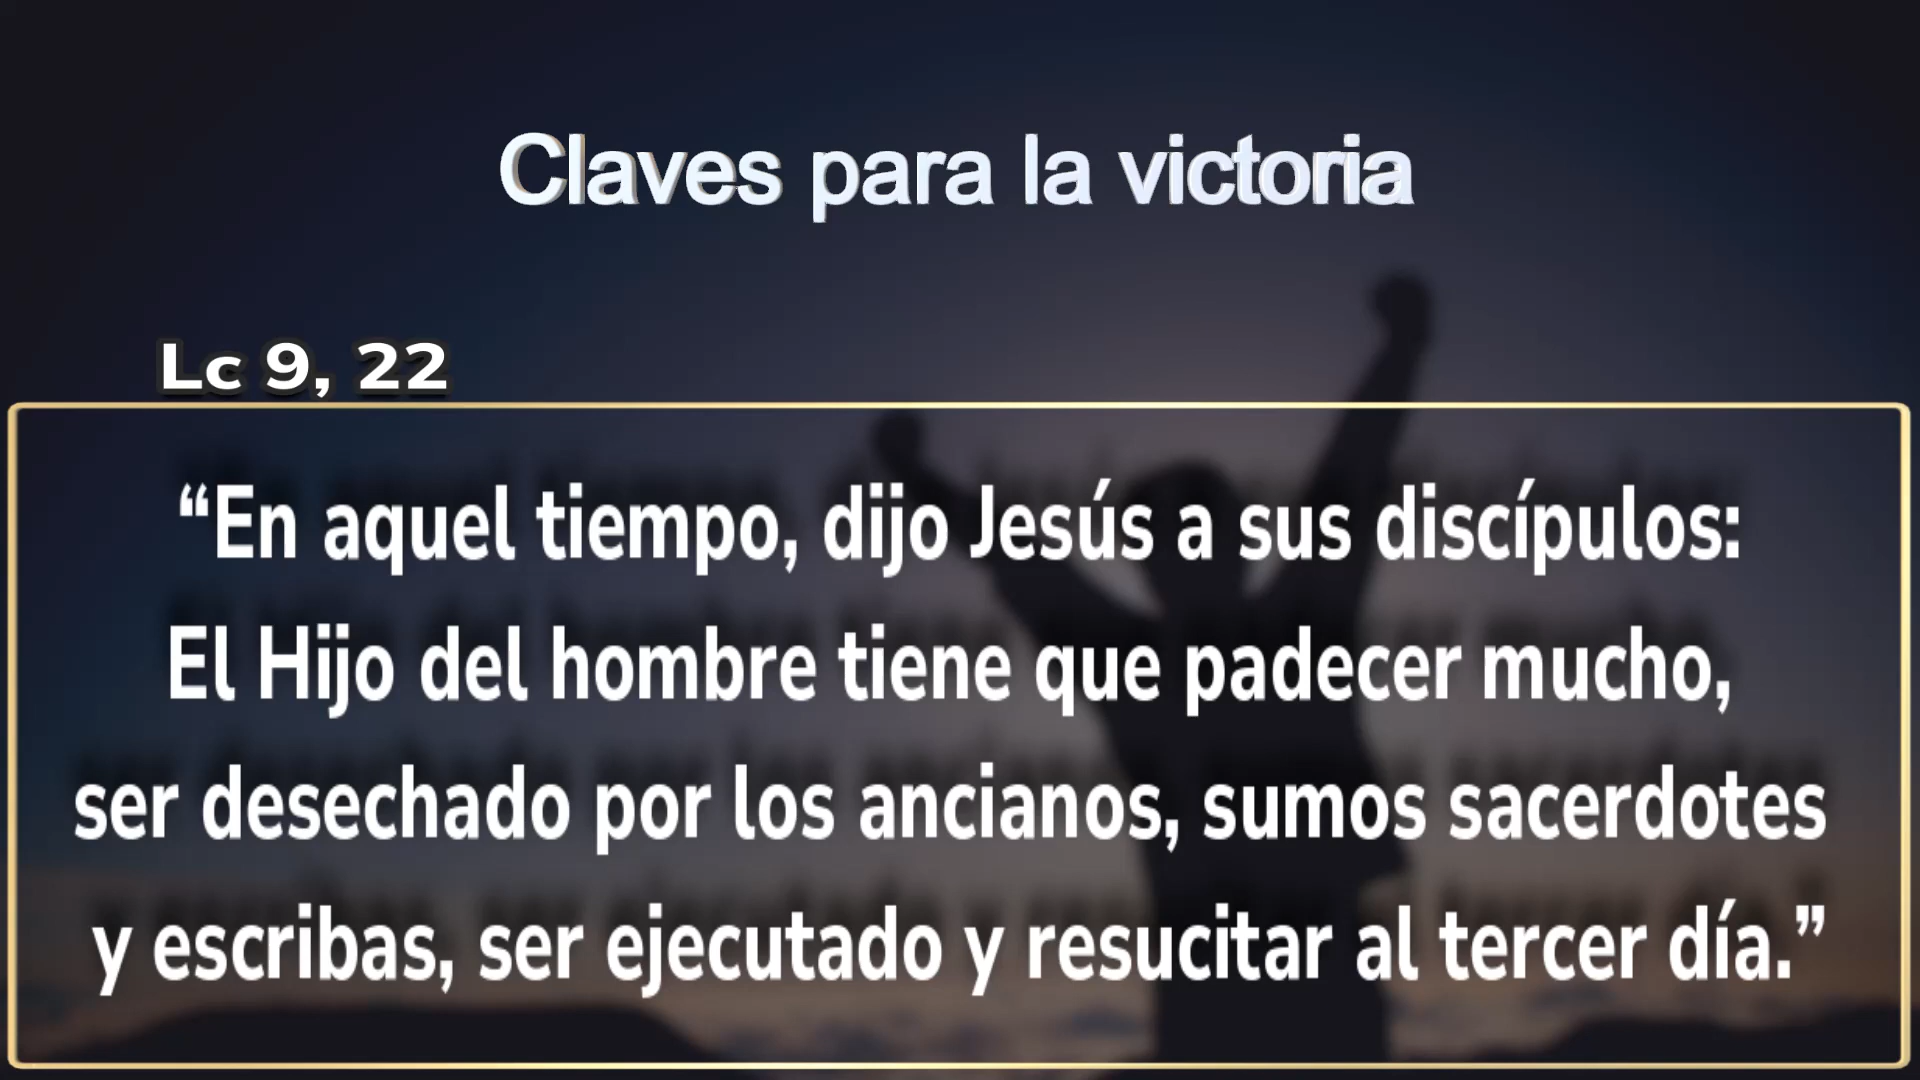 Claves para la victoria
Lc 9, 22
“En aquel tiempo, dijo Jesús a sus discípulos:
El Hijo del hombre tiene que padecer mucho,
ser desechado por los ancianos, sumos sacerdotes
y escribas, ser ejecutado y resucitar al tercer día.”